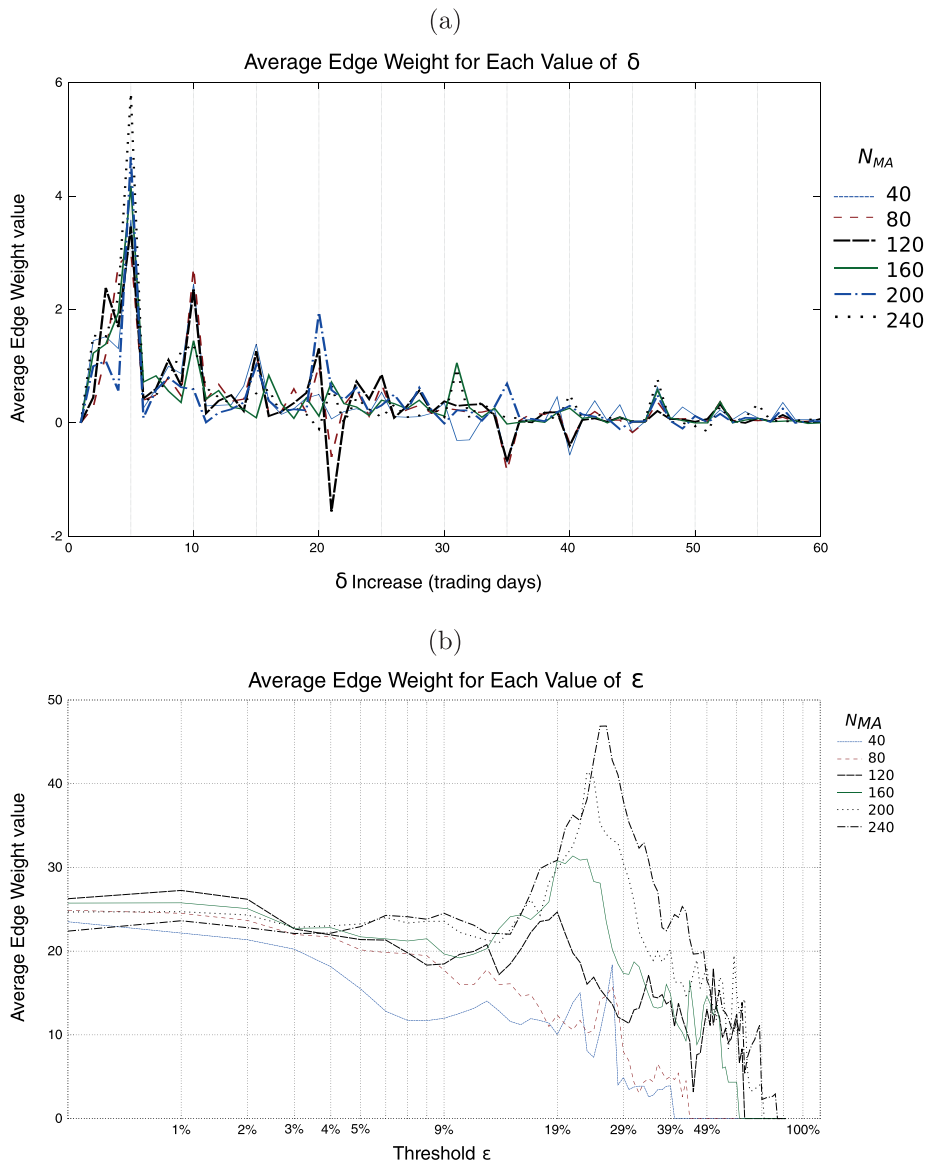 (a)
Average Edge Weight for Each Value of δ
6
4
2
0
-2
Average Edge Weight value
0 10 20 30 40 50 60
δ Increase (trading days)
N_MA
40
80
120
160
200
240
(b)
Average Edge Weight for Each Value of ε
50
40
30
20
10
0
Average Edge Weight value
1% 2% 3% 4% 5% 9% 19% 29% 39% 49% 100%
Threshold ε
N_MA
40
80
120
160
200
240